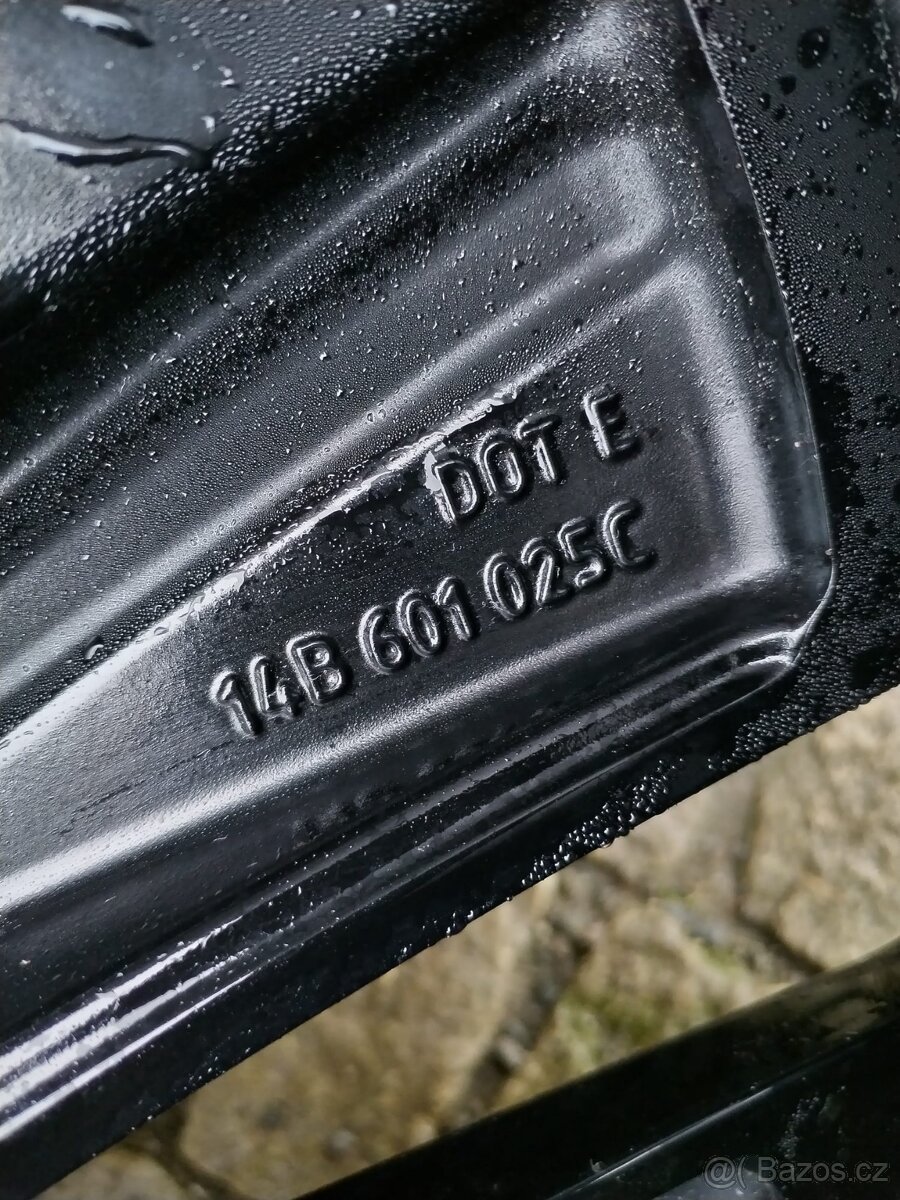 DOT E
14B 601 025C
@( Bazos.cz